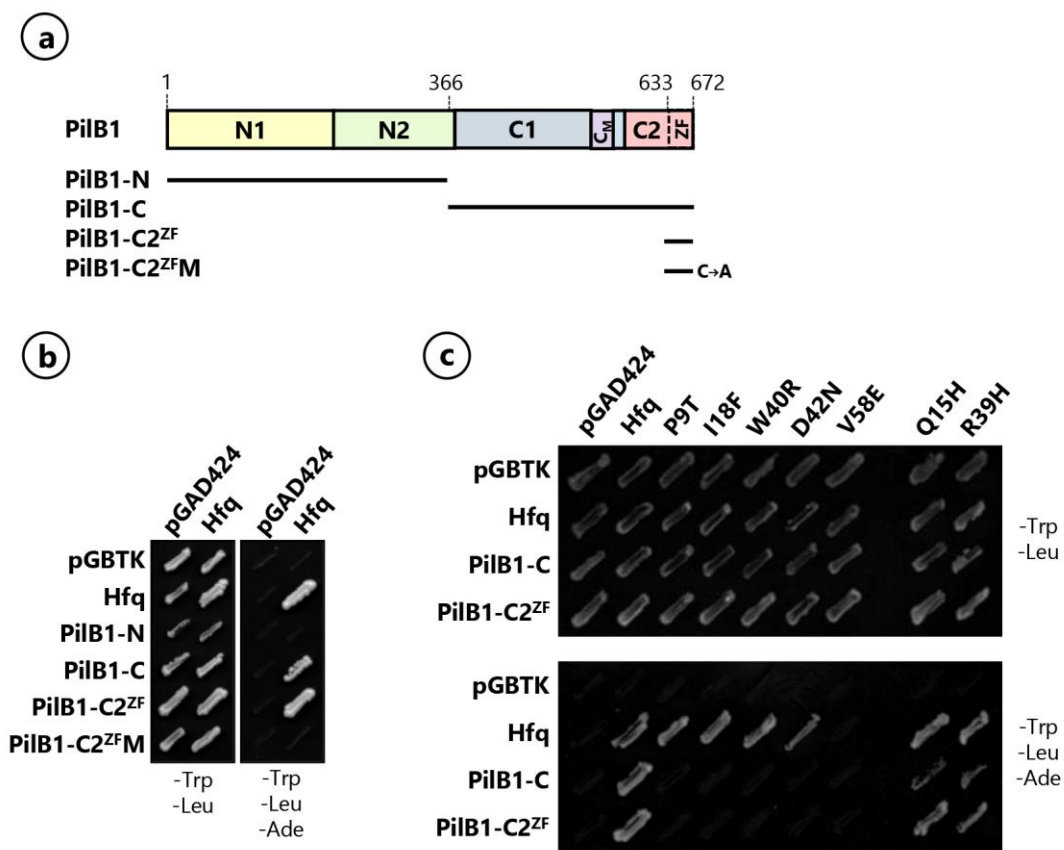 a
1 366 633 672
PilB1 N1 N2 C1 CM C2 ZF
PilB1-N
PilB1-C
PilB1-C2ZF
PilB1-C2ZFM C→A
b
pGAD424 Hfq pGAD424 Hfq
pGBTK
Hfq
PilB1-N
PilB1-C
PilB1-C2ZF
PilB1-C2ZFM
-Trp -Trp
-Leu -Leu
-Ade
c
pGAD424 Hfq P9T I18F W40R D42N V58E Q15H R39H
pGBTK
Hfq
PilB1-C
PilB1-C2ZF
-Trp
-Leu
pGBTK
Hfq
PilB1-C
PilB1-C2ZF
-Trp
-Leu
-Ade